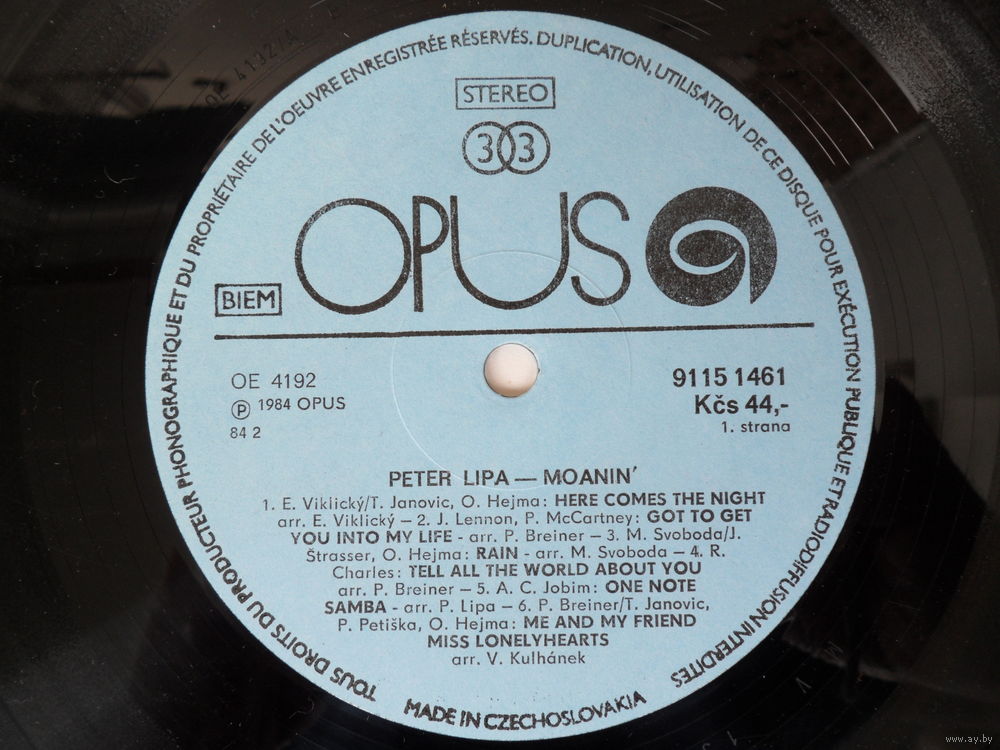 TOUS DROITS DU PRODUCTEUR PHONOGRAPHIQUE ET DU PROPRIÉTAIRE DE L'OEUVRE ENREGISTRÉE RÉSERVÉS. DUPLICATION, UTILISATION DE CE DISQUE POUR EXÉCUTION PUBLIQUE ET RADIODIFFUSION INTERDITES
STEREO
33
OPUS
BIEM
OE 4192
℗ 1984 OPUS
84 2
9115 1461
Kčs 44,-
1. strana
PETER LIPA — MOANIN'
1. E. Viklický/T. Janovic, O. Hejma: HERE COMES THE NIGHT
arr. E. Viklický – 2. J. Lennon, P. McCartney: GOT TO GET
YOU INTO MY LIFE - arr. P. Breiner – 3. M. Svoboda/J.
Štrasser, O. Hejma: RAIN - arr. M. Svoboda – 4. R.
Charles: TELL ALL THE WORLD ABOUT YOU
arr. P. Breiner – 5. A. C. Jobim: ONE NOTE
SAMBA - arr. P. Lipa – 6. P. Breiner/T. Janovic,
P. Petiška, O. Hejma: ME AND MY FRIEND
MISS LONELYHEARTS
arr. V. Kulhánek
MADE IN CZECHOSLOVAKIA
www.ay.by